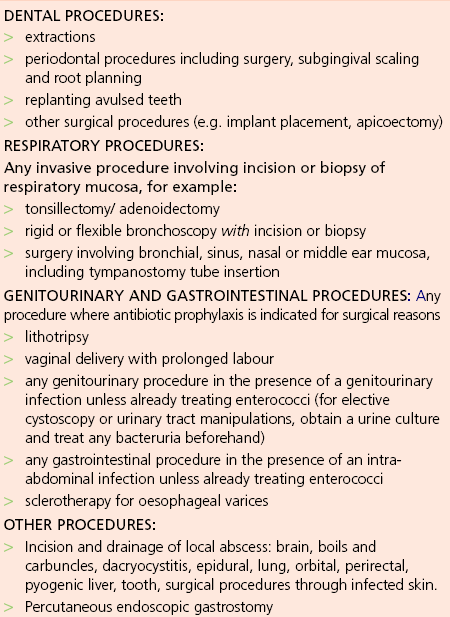 DENTAL PROCEDURES:
> extractions
> periodontal procedures including surgery, subgingival scaling
and root planning
> replanting avulsed teeth
> other surgical procedures (e.g. implant placement, apicoectomy)
RESPIRATORY PROCEDURES:
Any invasive procedure involving incision or biopsy of
respiratory mucosa, for example:
> tonsillectomy/ adenoidectomy
> rigid or flexible bronchoscopy with incision or biopsy
> surgery involving bronchial, sinus, nasal or middle ear mucosa,
including tympanostomy tube insertion
GENITOURINARY AND GASTROINTESTINAL PROCEDURES: Any
procedure where antibiotic prophylaxis is indicated for surgical reasons
> lithotripsy
> vaginal delivery with prolonged labour
> any genitourinary procedure in the presence of a genitourinary
infection unless already treating enterococci (for elective
cystoscopy or urinary tract manipulations, obtain a urine culture
and treat any bacteruria beforehand)
> any gastrointestinal procedure in the presence of an intra-
abdominal infection unless already treating enterococci
> sclerotherapy for oesophageal varices
OTHER PROCEDURES:
> Incision and drainage of local abscess: brain, boils and
carbuncles, dacryocystitis, epidural, lung, orbital, perirectal,
pyogenic liver, tooth, surgical procedures through infected skin.
> Percutaneous endoscopic gastrostomy